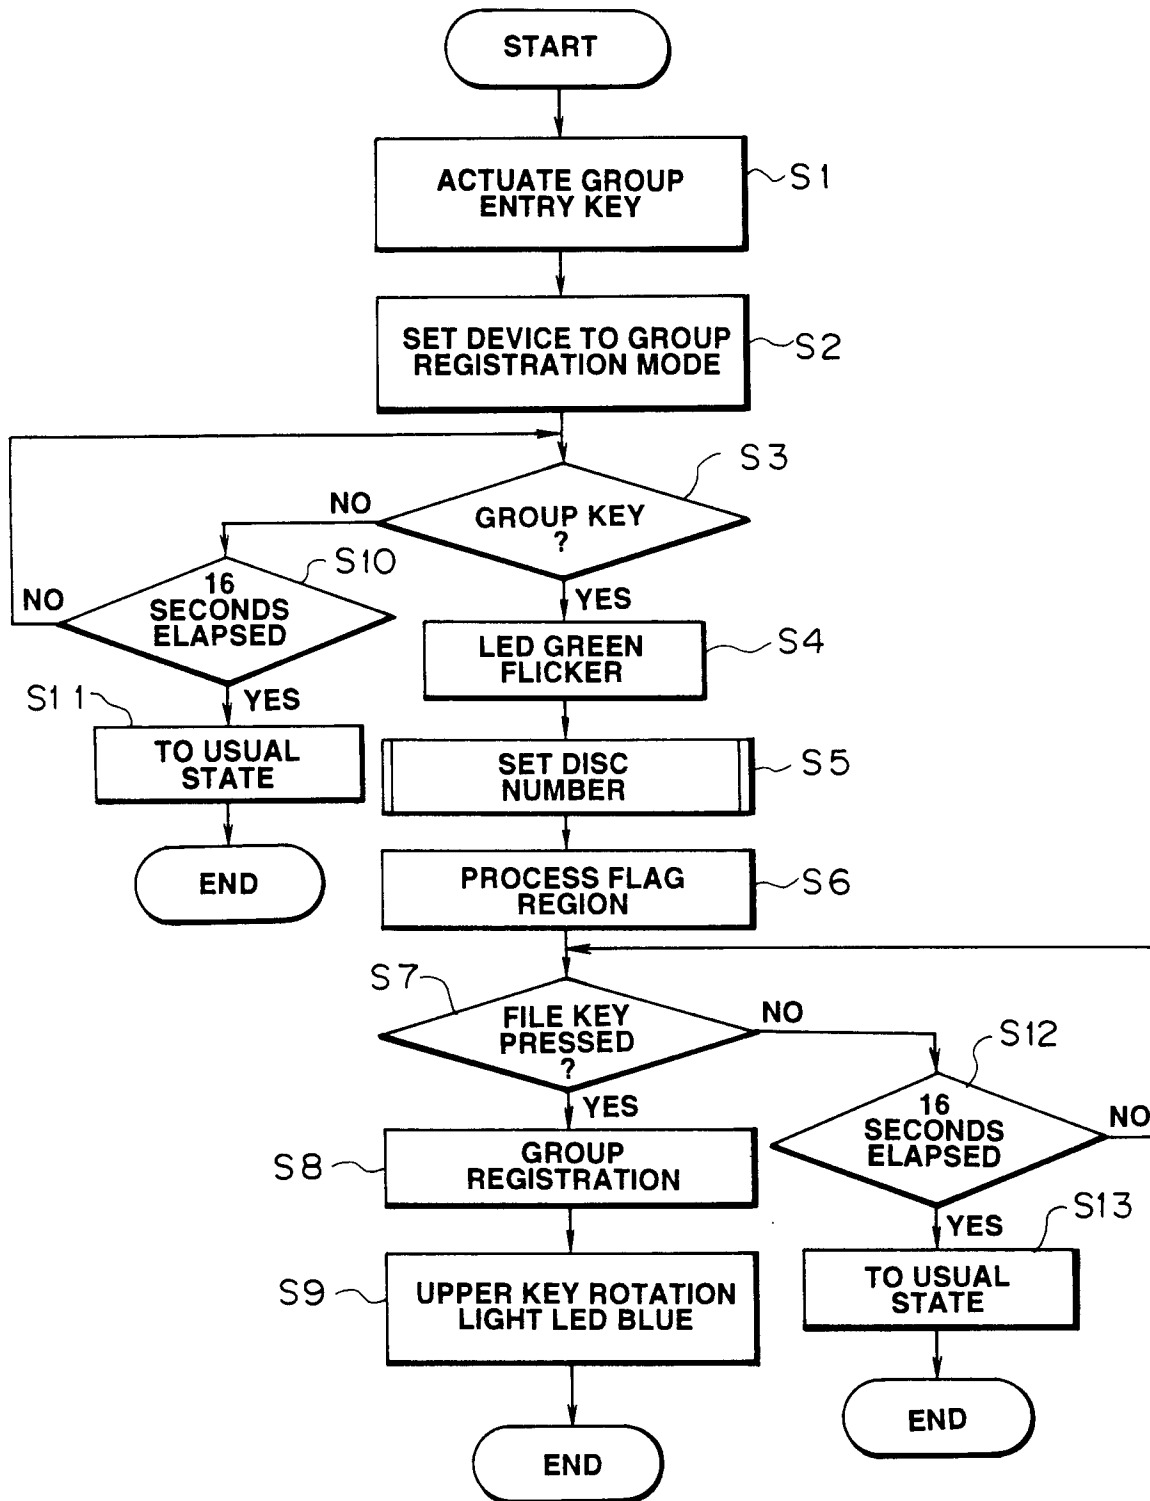 START
ACTUATE GROUP
ENTRY KEY
S1
SET DEVICE TO GROUP
REGISTRATION MODE
S2
S3
NO
GROUP KEY
?
S10
NO
16
SECONDS
ELAPSED
YES
LED GREEN
FLICKER
S4
S11
YES
TO USUAL
STATE
SET DISC
NUMBER
S5
END
PROCESS FLAG
REGION
S6
S7
FILE KEY
PRESSED
?
NO
S12
YES
16
SECONDS
ELAPSED
NO
S8
GROUP
REGISTRATION
YES
S13
S9
UPPER KEY ROTATION
LIGHT LED BLUE
TO USUAL
STATE
END
END